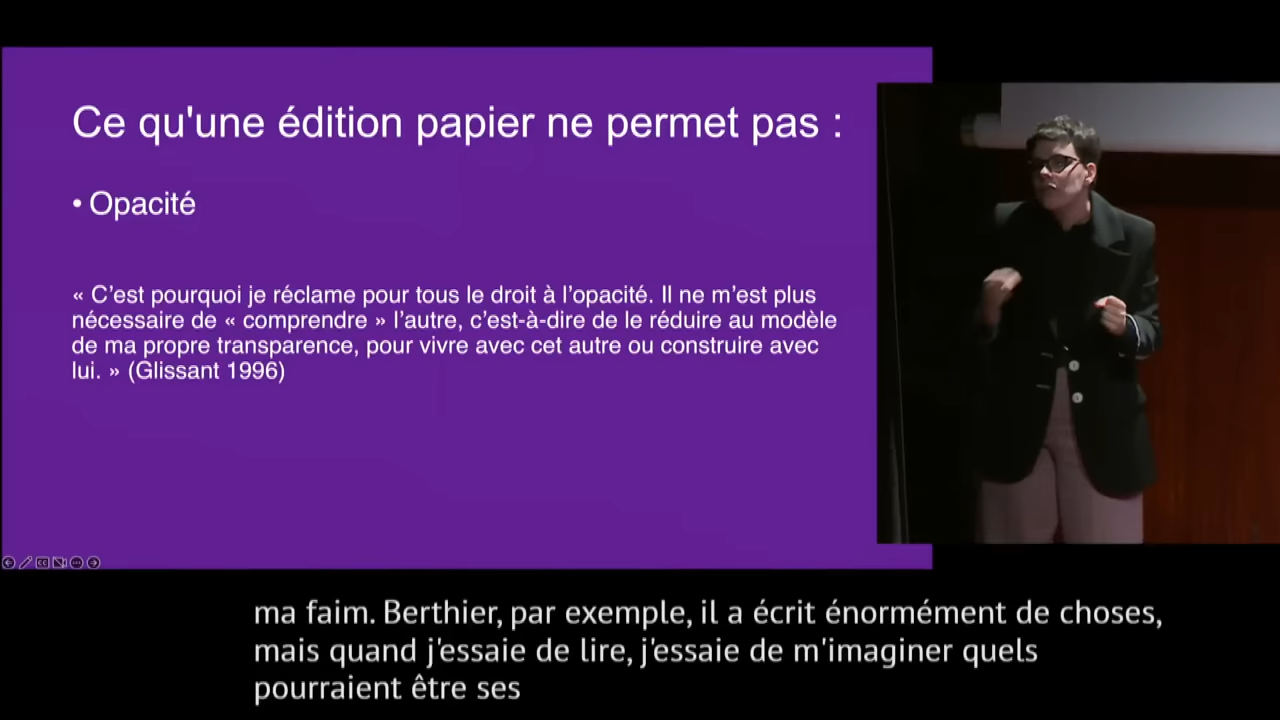 Ce qu'une édition papier ne permet pas :
• Opacité
« C'est pourquoi je réclame pour tous le droit à l'opacité. Il ne m'est plus
nécessaire de « comprendre » l'autre, c'est-à-dire de le réduire au modèle
de ma propre transparence, pour vivre avec cet autre ou construire avec
lui. » (Glissant 1996)
ma faim. Berthier, par exemple, il a écrit énormément de choses,
mais quand j'essaie de lire, j'essaie de m'imaginer quels
pourraient être ses